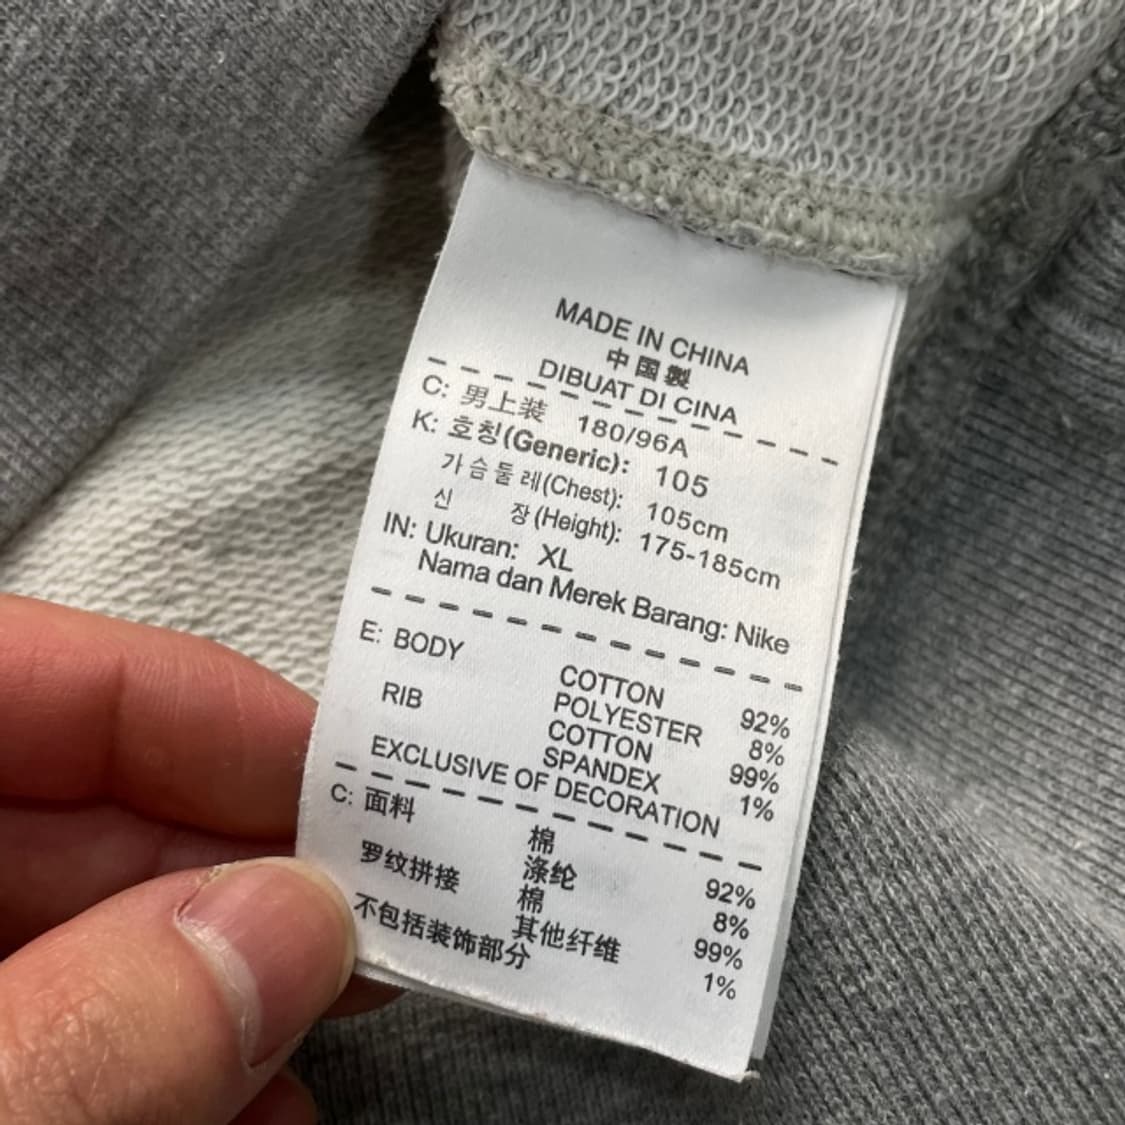 MADE IN CHINA
中国製
DIBUAT DI CINA
C: 男上装 180/96A
K: 호칭(Generic): 105
가슴둘레(Chest): 105cm
신 장(Height): 175-185cm
IN: Ukuran: XL
Nama dan Merek Barang: Nike
E: BODY COTTON 92%
POLYESTER 8%
RIB COTTON 99%
SPANDEX 1%
EXCLUSIVE OF DECORATION
C: 面料 棉 92%
涤纶 8%
罗纹拼接 棉 99%
其他纤维 1%
不包括装饰部分